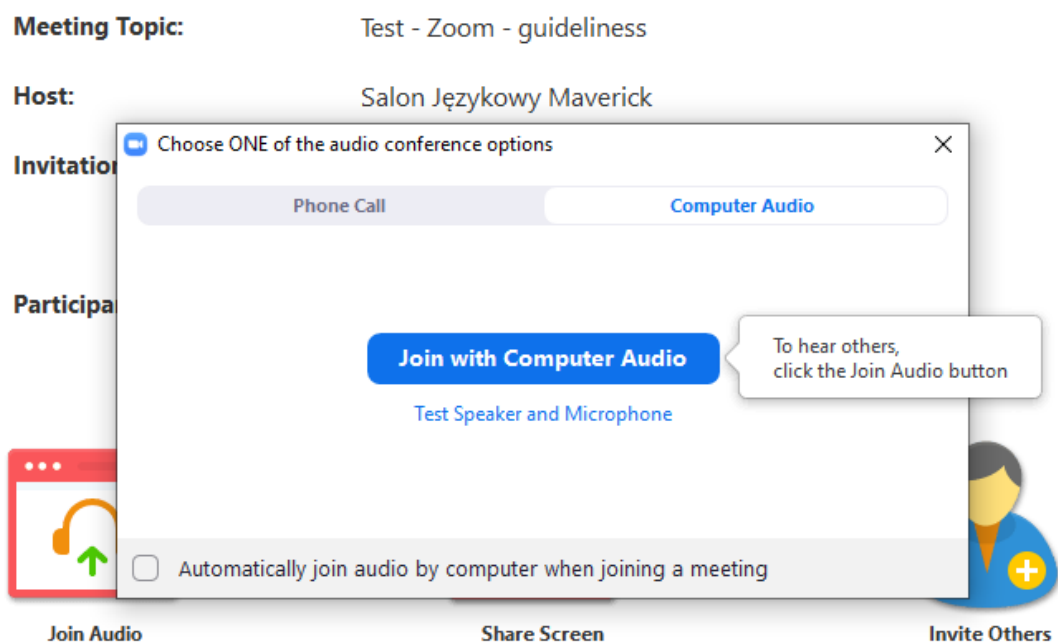 Meeting Topic: Test - Zoom - guideliness
Host: Salon Językowy Maverick
Choose ONE of the audio conference options
Invitation
Phone Call Computer Audio
Join with Computer Audio
To hear others,
click the Join Audio button
Test Speaker and Microphone
Automatically join audio by computer when joining a meeting
Join Audio Share Screen Invite Others